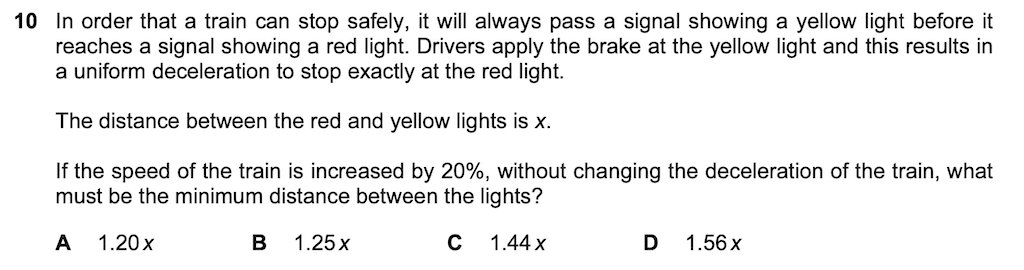 10 In order that a train can stop safely, it will always pass a signal showing a yellow light before it
reaches a signal showing a red light. Drivers apply the brake at the yellow light and this results in
a uniform deceleration to stop exactly at the red light.
The distance between the red and yellow lights is x.
If the speed of the train is increased by 20%, without changing the deceleration of the train, what
must be the minimum distance between the lights?
A 1.20x B 1.25x C 1.44x D 1.56x